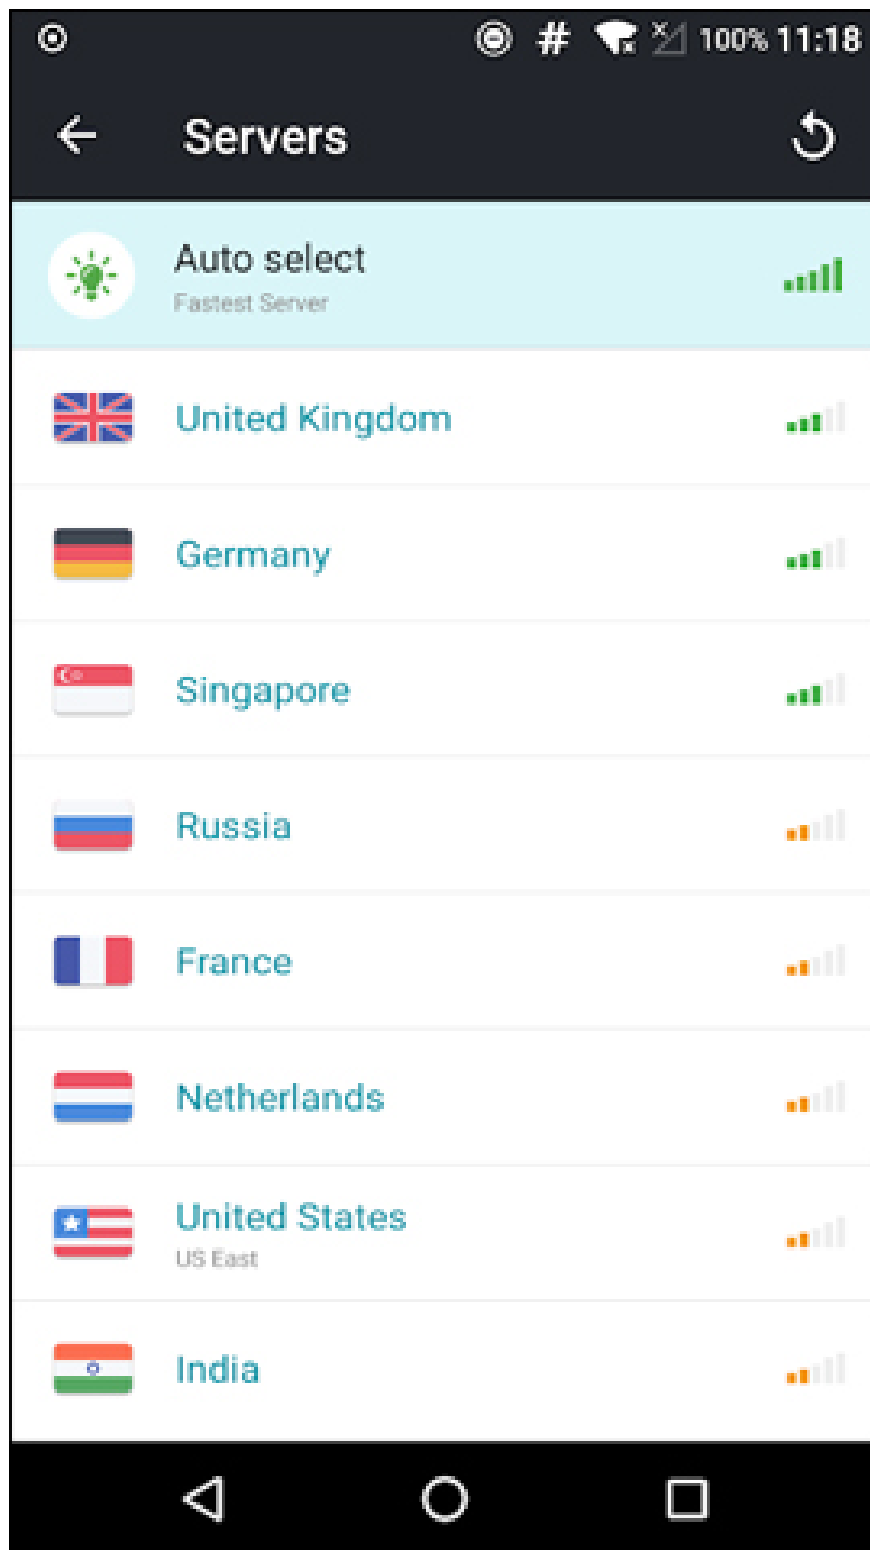 # 100% 11:18
Servers
Auto select
Fastest Server
United Kingdom
Germany
Singapore
Russia
France
Netherlands
United States
US East
India